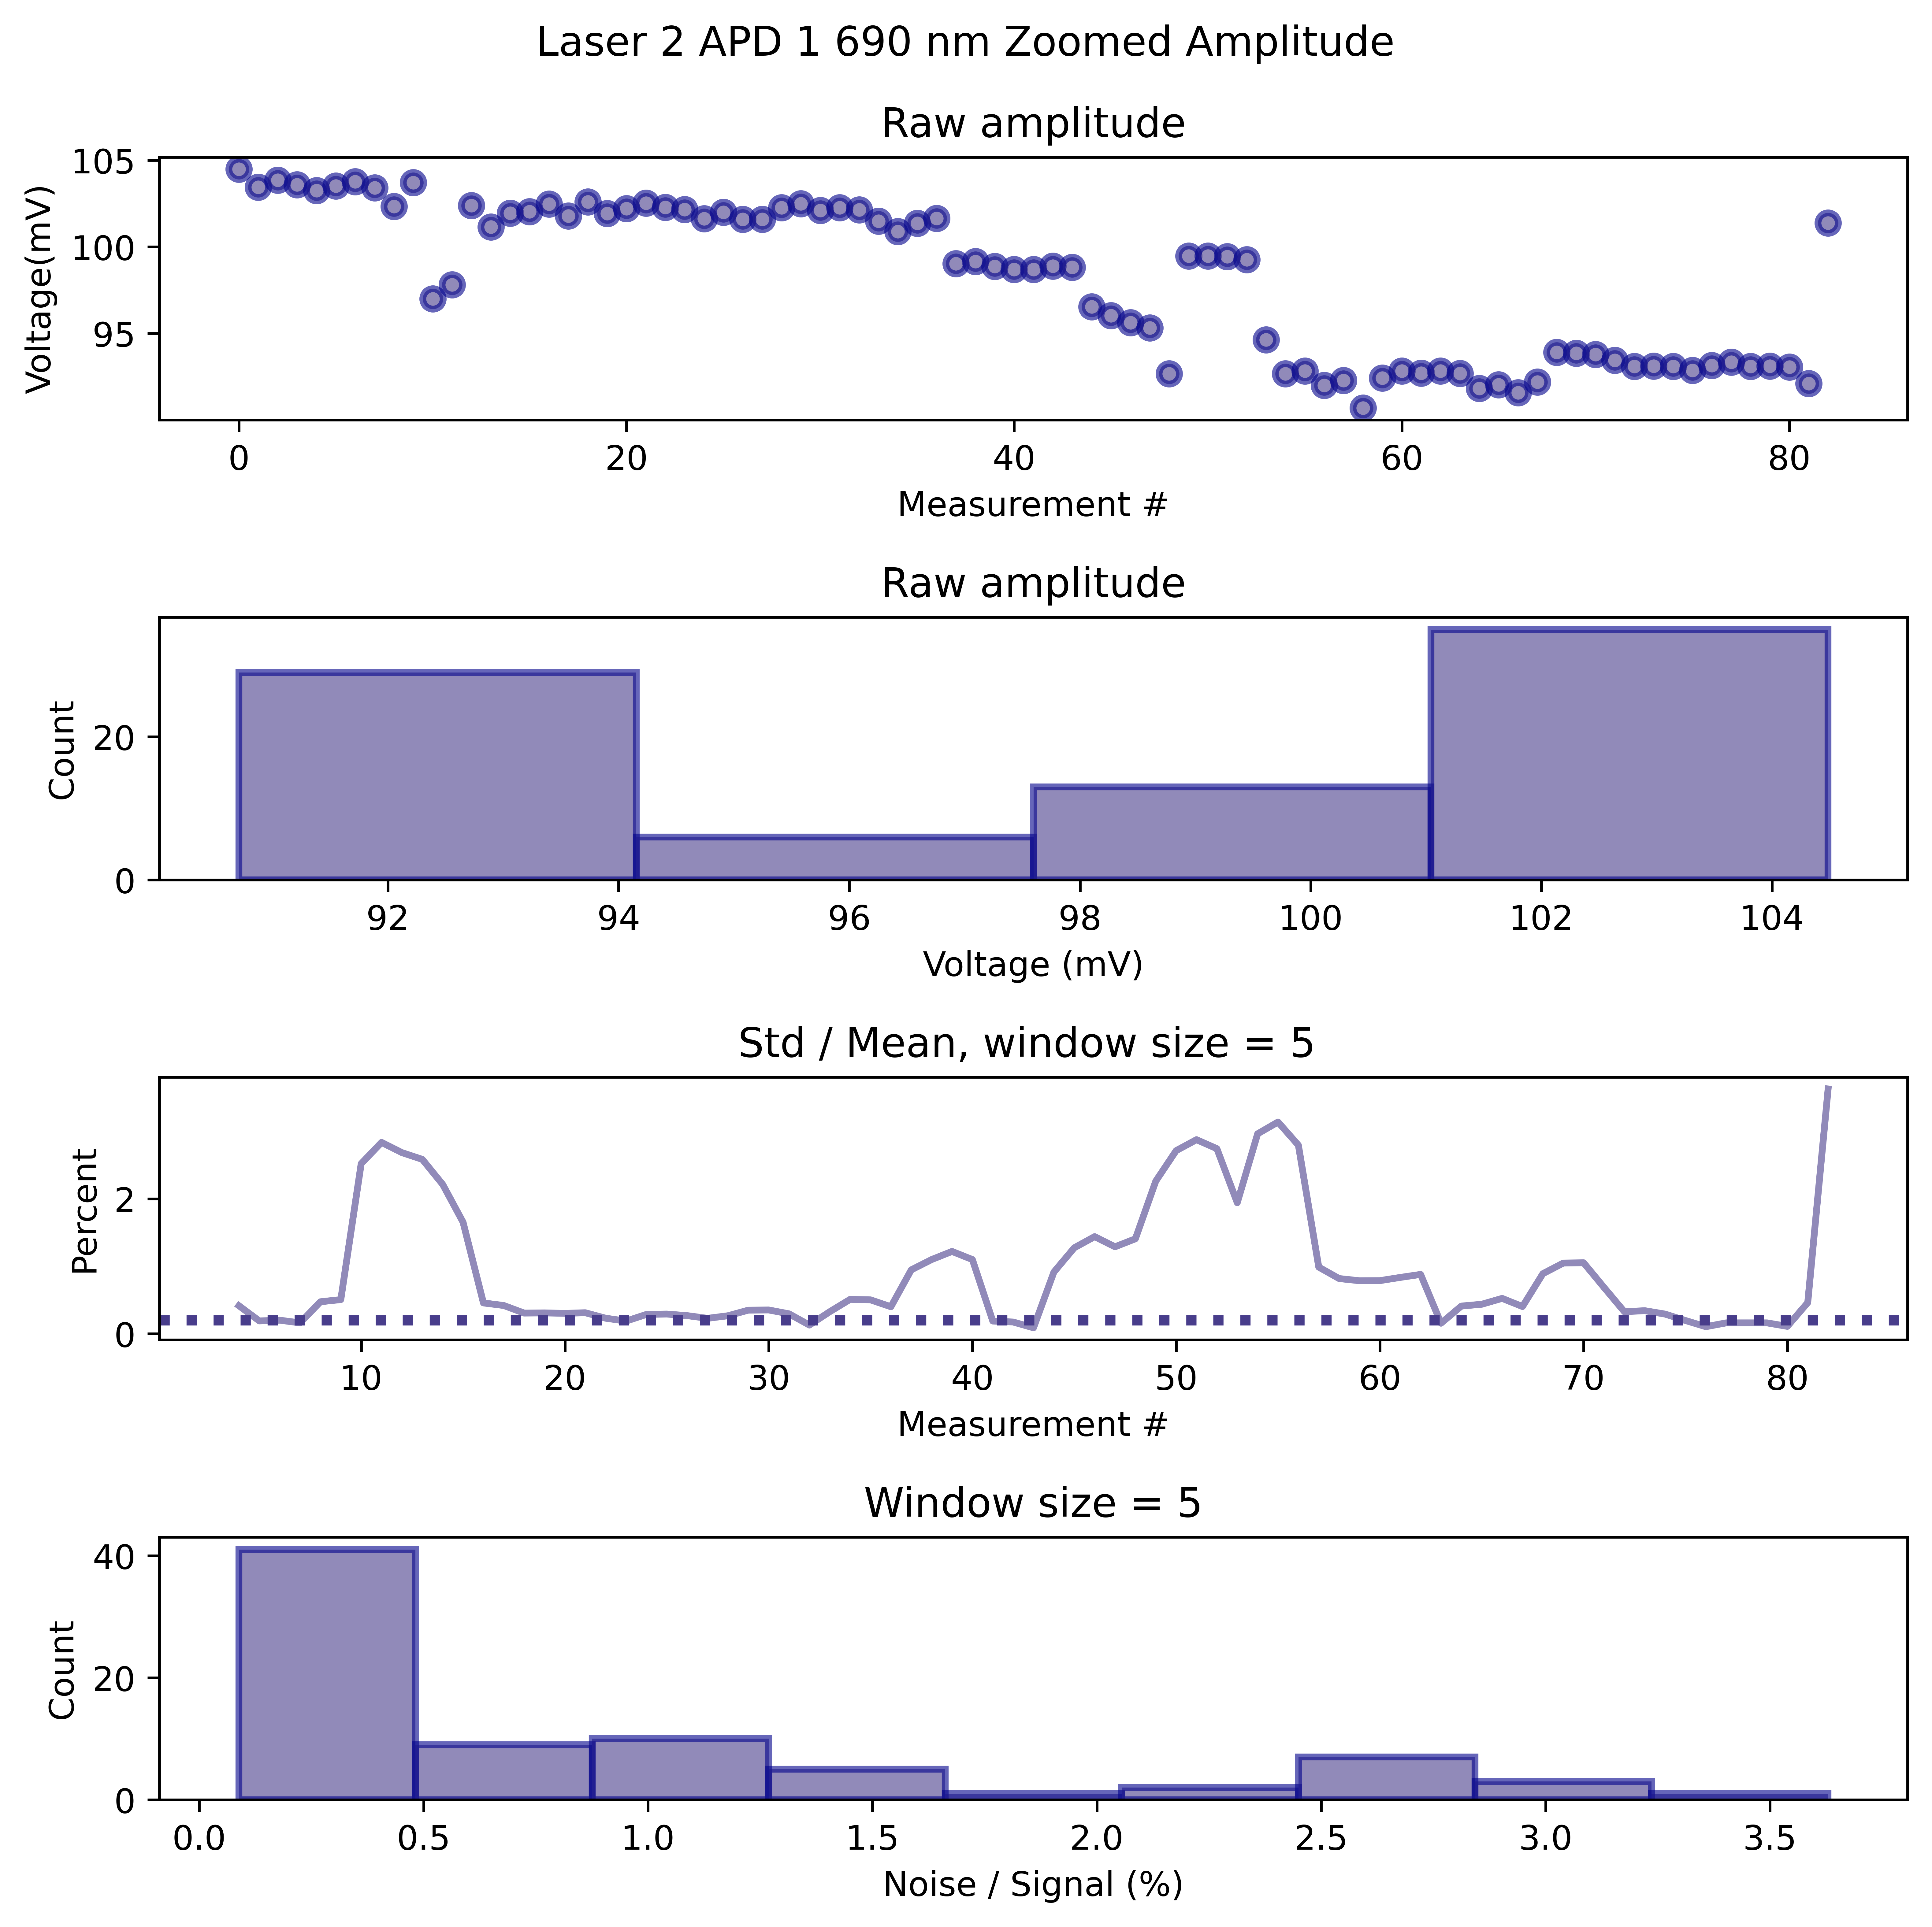 Laser 2 APD 1 690 nm Zoomed Amplitude
Raw amplitude
Voltage(mV)
105
100
95
0 20 40 60 80
Measurement #
Raw amplitude
Count
20
0
92 94 96 98 100 102 104
Voltage (mV)
Std / Mean, window size = 5
Percent
2
0
10 20 30 40 50 60 70 80
Measurement #
Window size = 5
Count
40
20
0
0.0 0.5 1.0 1.5 2.0 2.5 3.0 3.5
Noise / Signal (%)